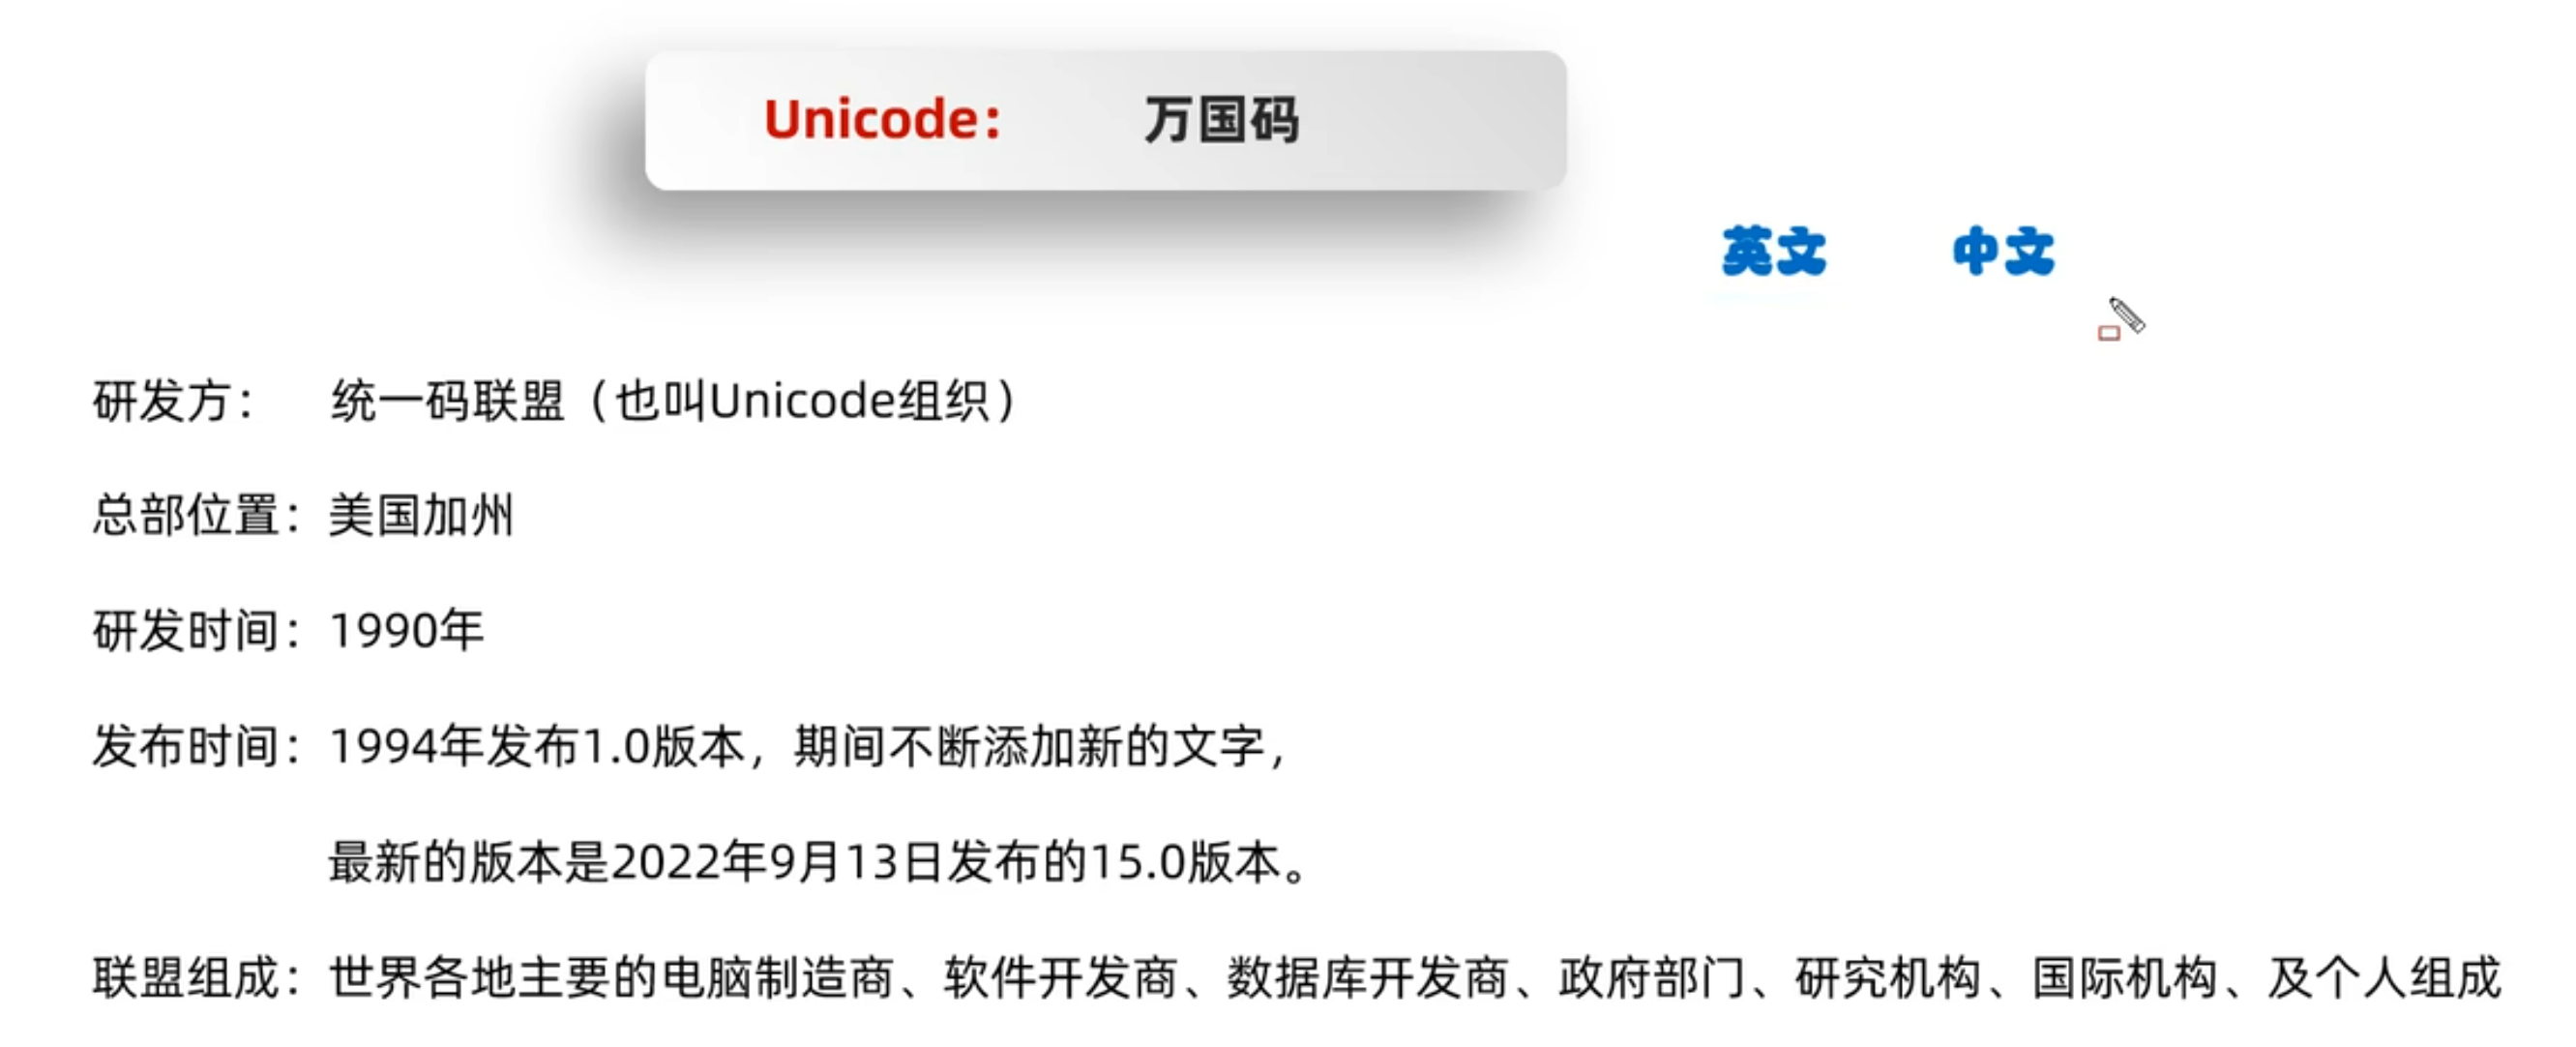 Unicode： 万国码
英文 中文
研发方： 统一码联盟（也叫Unicode组织）
总部位置：美国加州
研发时间：1990年
发布时间：1994年发布1.0版本，期间不断添加新的文字，
最新的版本是2022年9月13日发布的15.0版本。
联盟组成：世界各地主要的电脑制造商、软件开发商、数据库开发商、政府部门、研究机构、国际机构、及个人组成